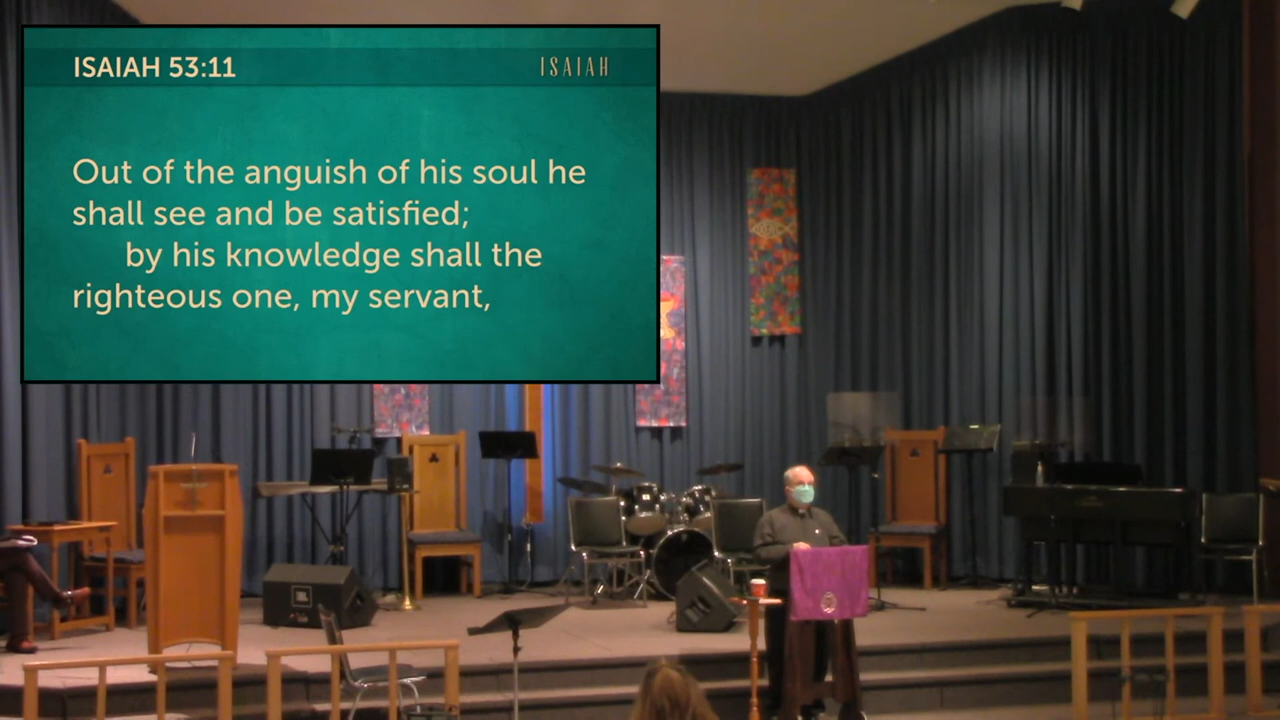 ISAIAH 53:11
ISAIAH
Out of the anguish of his soul he
shall see and be satisfied;
by his knowledge shall the
righteous one, my servant,